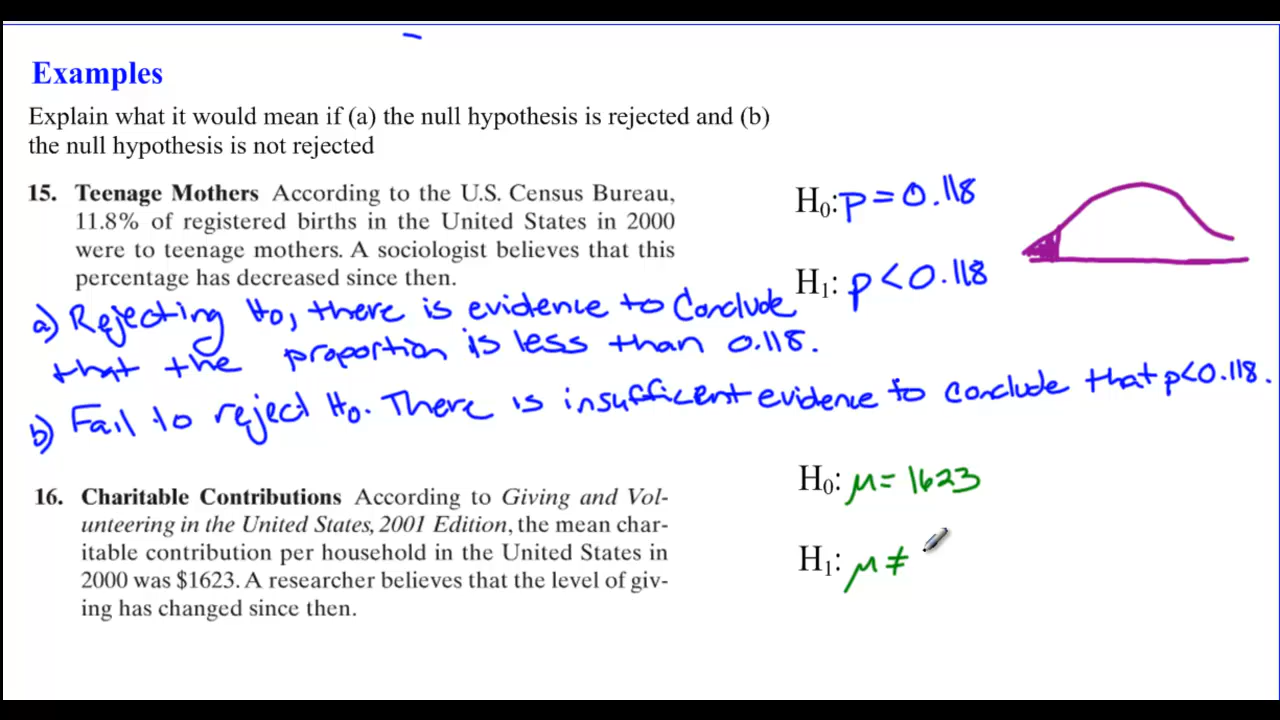 Examples
Explain what it would mean if (a) the null hypothesis is rejected and (b)
the null hypothesis is not rejected
15. Teenage Mothers According to the U.S. Census Bureau,
11.8% of registered births in the United States in 2000
were to teenage mothers. A sociologist believes that this
percentage has decreased since then.
H₀: p = 0.118
H₁: p < 0.118
a) Rejecting H₀, there is evidence to conclude
that the proportion is less than 0.118.
b) Fail to reject H₀. There is insufficent evidence to conclude that p<0.118.
16. Charitable Contributions According to Giving and Vol-
unteering in the United States, 2001 Edition, the mean char-
itable contribution per household in the United States in
2000 was $1623. A researcher believes that the level of giv-
ing has changed since then.
H₀: μ = 1623
H₁: μ ≠